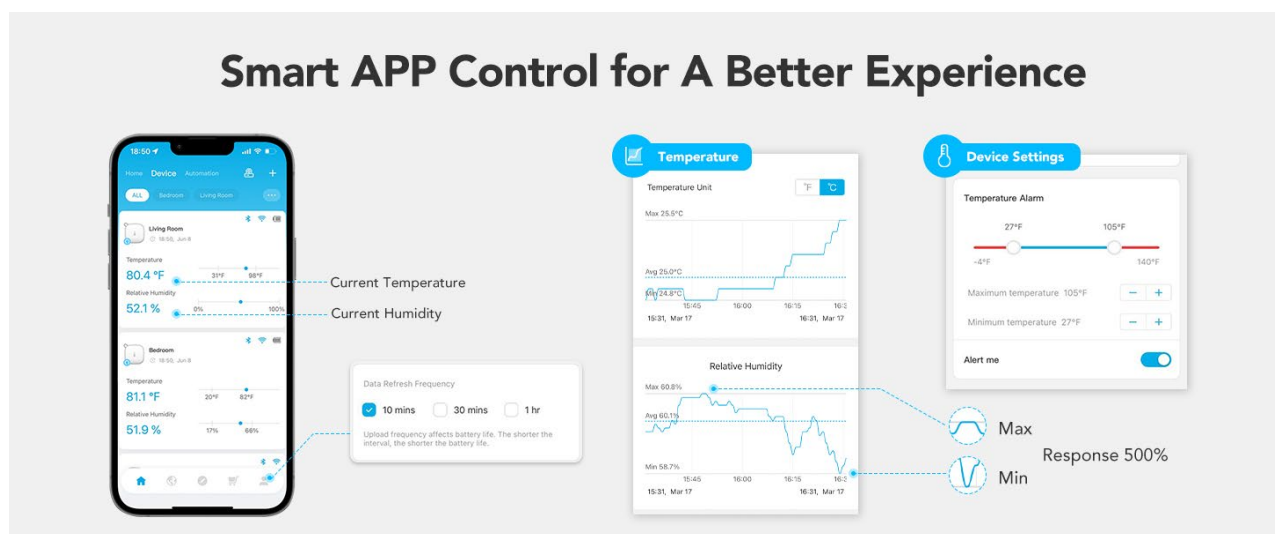 Smart APP Control for A Better Experience
18:50
Home Device Automation
ALL Bedroom Living Room
Living Room
18:50, Jun 6
Temperature
80.4 °F
31°F 98°F
Relative Humidity
52.1 %
0% 100%
Bedroom
18:50, Jun 6
Temperature
81.1 °F
20°F 82°F
Relative Humidity
51.9 %
17% 66%
Current Temperature
Current Humidity
Data Refresh Frequency
10 mins 30 mins 1 hr
Upload frequency affects battery life. The shorter the
interval, the shorter the battery life.
Temperature
Temperature Unit °F °C
Max 25.5°C
Avg 25.0°C
Min 24.8°C
15:45 16:00 16:15 16:3
15:31, Mar 17 16:31, Mar 17
Relative Humidity
Max 60.8%
Avg 60.1%
Min 58.7%
15:45 16:00 16:15 16:3
15:31, Mar 17 16:31, Mar 17
Device Settings
Temperature Alarm
27°F 105°F
-4°F 140°F
Maximum temperature 105°F − +
Minimum temperature 27°F − +
Alert me
Max
Response 500%
Min